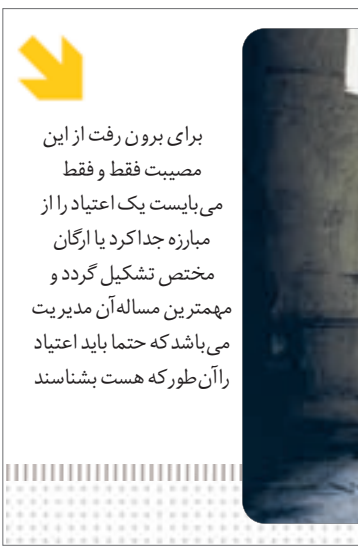 برای برون رفت از این
مصیبت فقط و فقط
می‌بایست یک اعتیاد را از
مبارزه جدا کرد یا ارگان
مختص تشکیل گردد و
مهمترین مساله آن مدیریت
می‌باشد که حتما باید اعتیاد
را آن طور که هست بشناسند